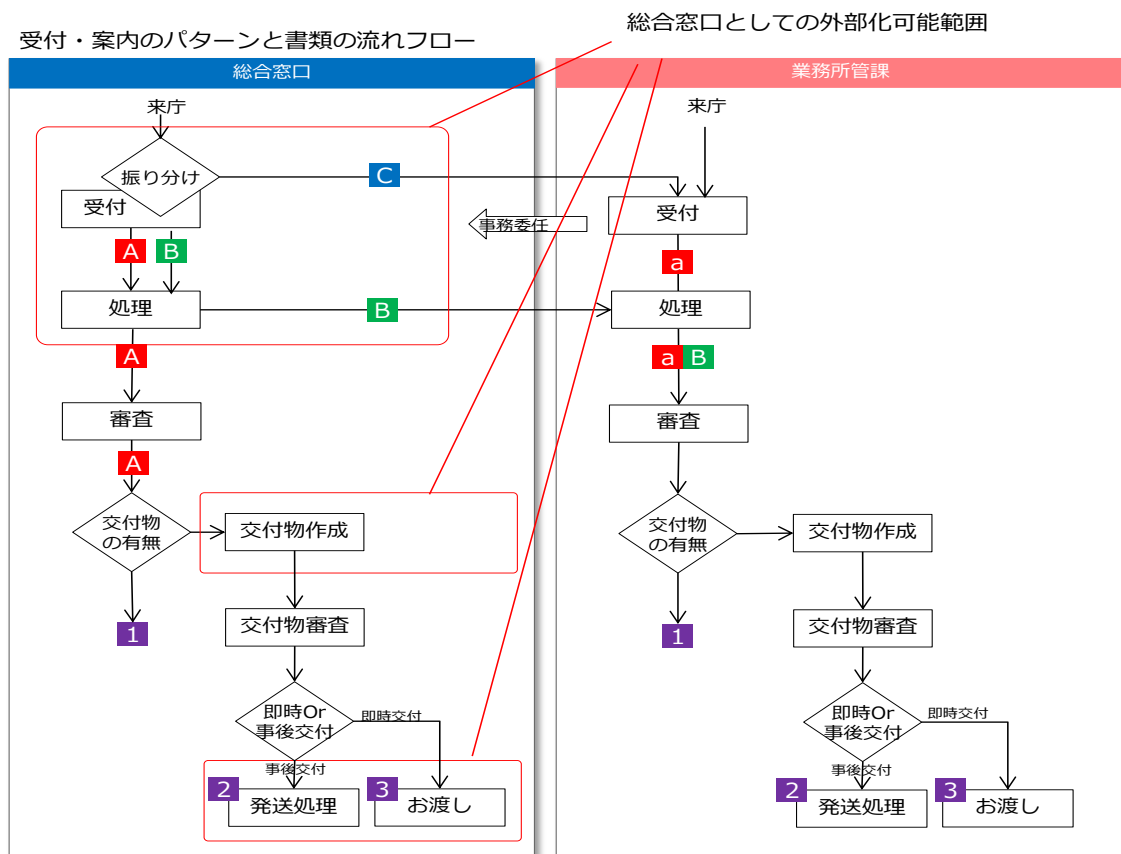 総合窓口としての外部化可能範囲
受付・案内のパターンと書類の流れフロー
総合窓口
業務所管課
来庁
来庁
振り分け
C
受付
受付
事務委任
A
B
a
処理
B
処理
A
a
B
審査
審査
A
交付物
の有無
交付物作成
交付物
の有無
交付物作成
1
交付物審査
1
交付物審査
即時Or
事後交付
即時交付
即時Or
事後交付
即時交付
事後交付
事後交付
2
発送処理
3
お渡し
2
発送処理
3
お渡し